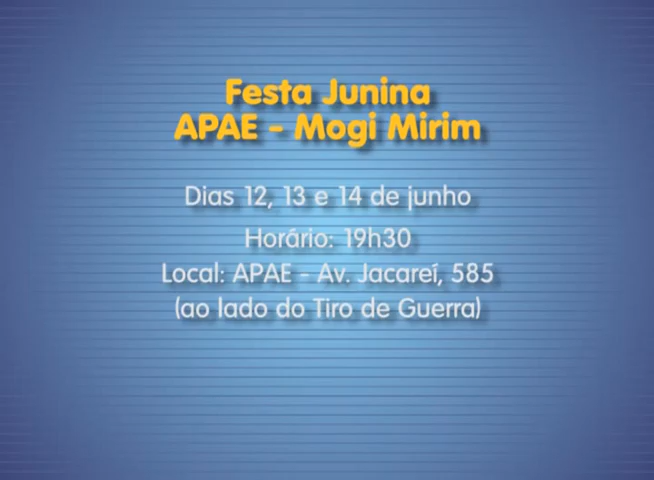 Festa Junina
APAE - Mogi Mirim
Dias 12, 13 e 14 de junho
Horário: 19h30
Local: APAE - Av. Jacareí, 585
(ao lado do Tiro de Guerra)